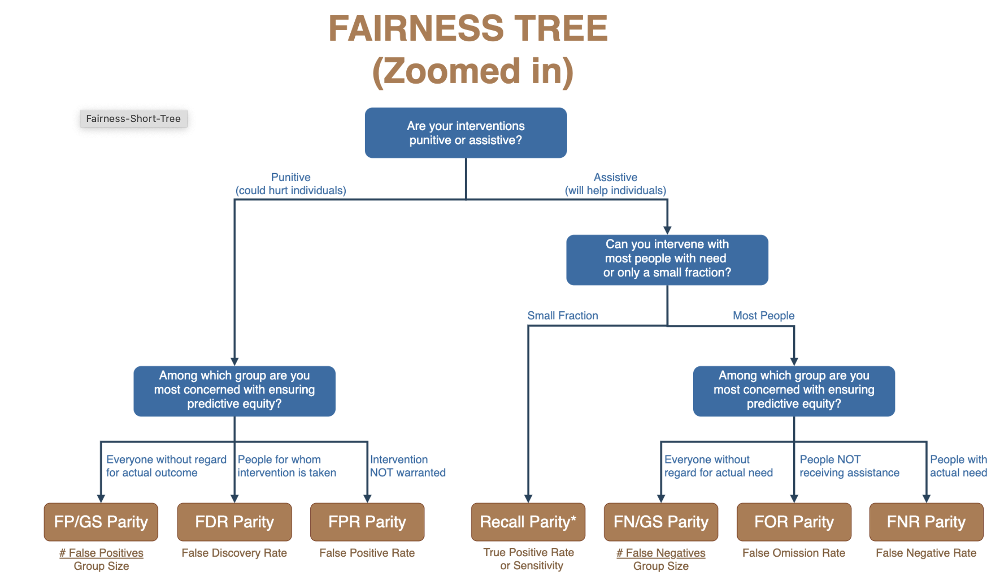 FAIRNESS TREE
(Zoomed in)
Fairness-Short-Tree
Are your interventions
punitive or assistive?
Punitive
(could hurt individuals)
Assistive
(will help individuals)
Can you intervene with
most people with need
or only a small fraction?
Small Fraction
Most People
Among which group are you
most concerned with ensuring
predictive equity?
Among which group are you
most concerned with ensuring
predictive equity?
Everyone without regard
for actual outcome
People for whom
intervention is taken
Intervention
NOT warranted
Everyone without
regard for actual need
People NOT
receiving assistance
People with
actual need
FP/GS Parity
FDR Parity
FPR Parity
Recall Parity*
FN/GS Parity
FOR Parity
FNR Parity
# False Positives
Group Size
False Discovery Rate
False Positive Rate
True Positive Rate
or Sensitivity
# False Negatives
Group Size
False Omission Rate
False Negative Rate